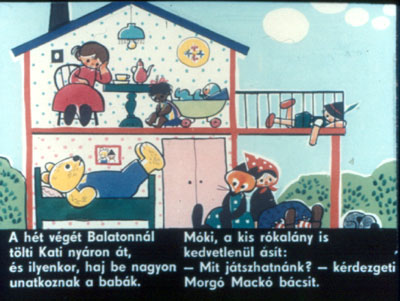 A hét végét Balatonnál
tölti Kati nyáron át,
és ilyenkor, haj be nagyon
unatkoznak a babák.
Móki, a kis rókalány is
kedvetlenül ásít:
— Mit játszhatnánk? — kérdezgeti
Morgó Mackó bácsit.